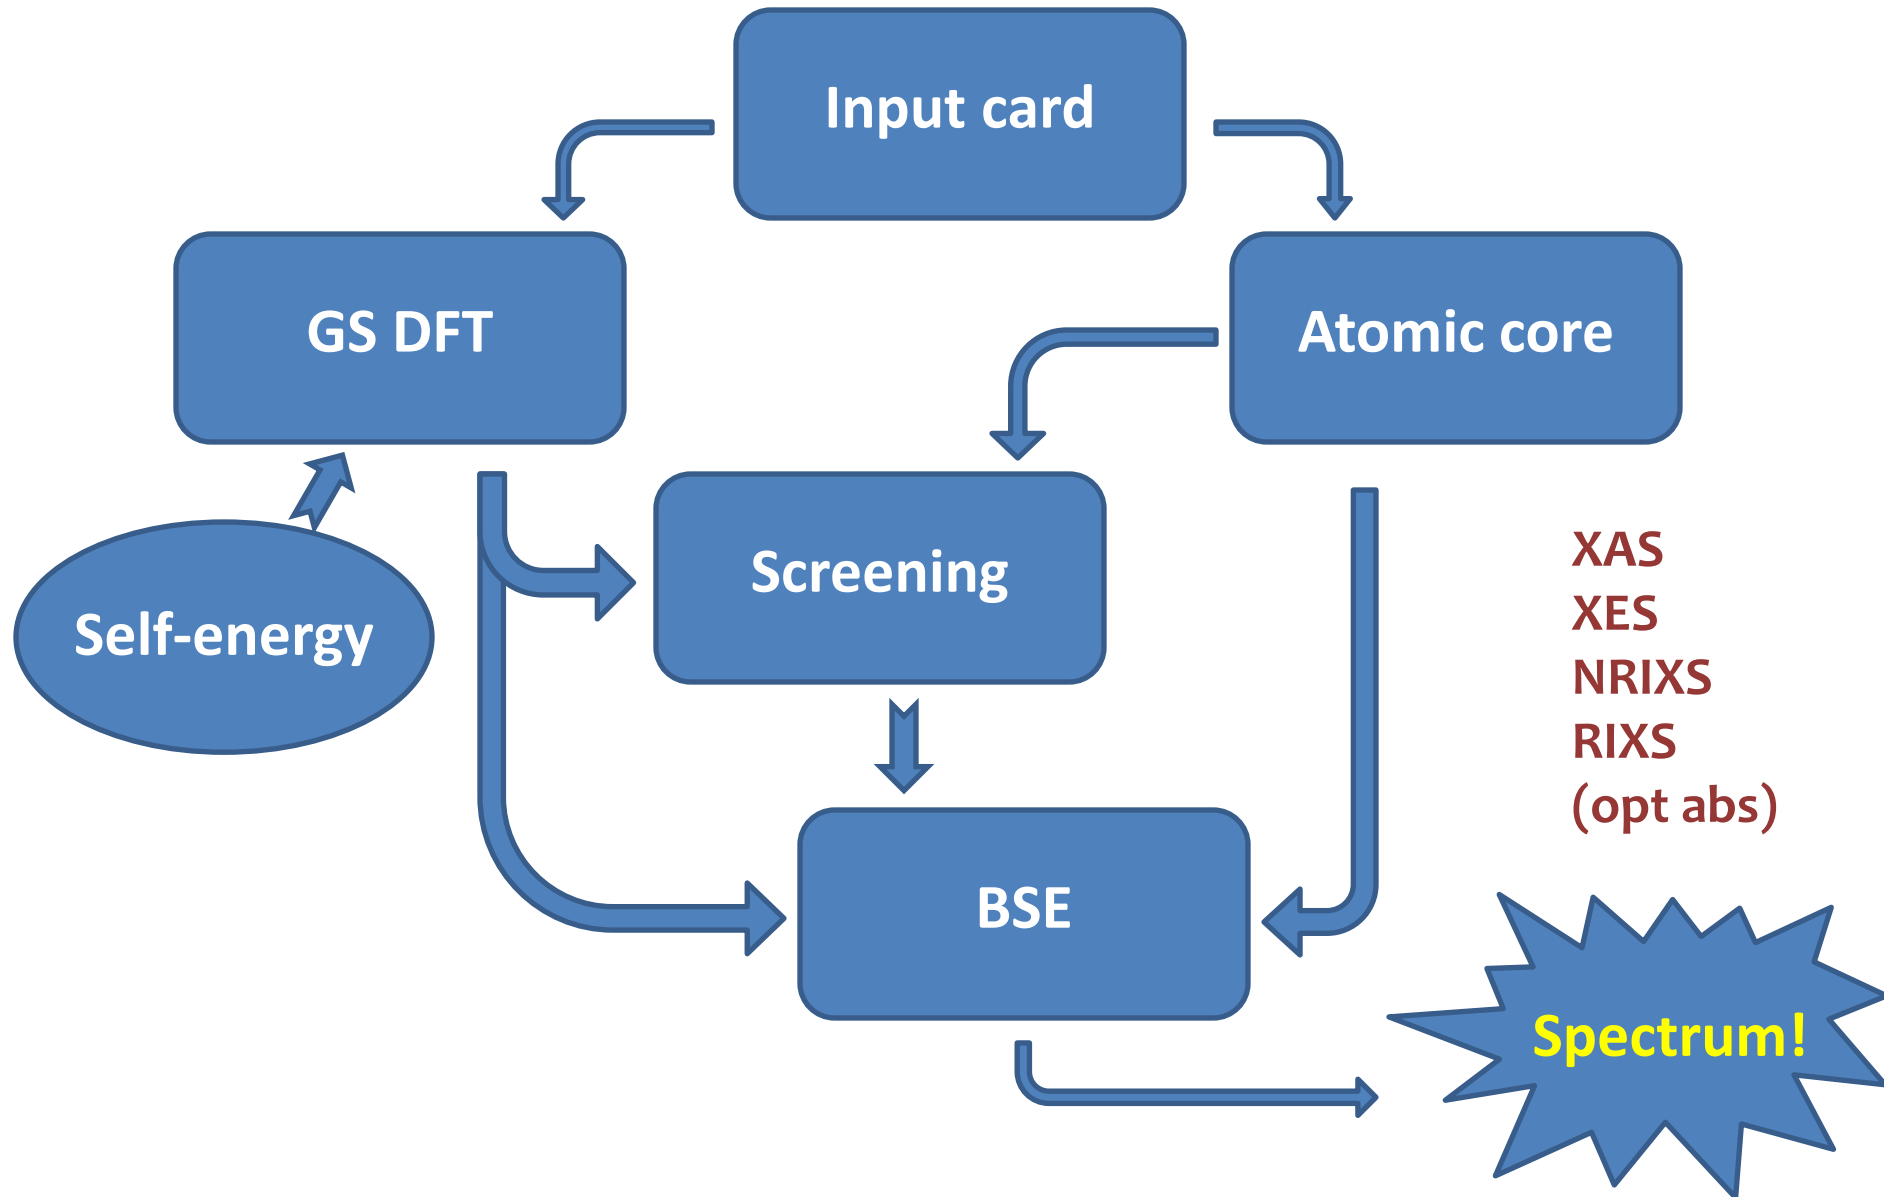 Input card
GS DFT
Atomic core
Screening
Self-energy
XAS
XES
NRIXS
RIXS
(opt abs)
BSE
Spectrum!